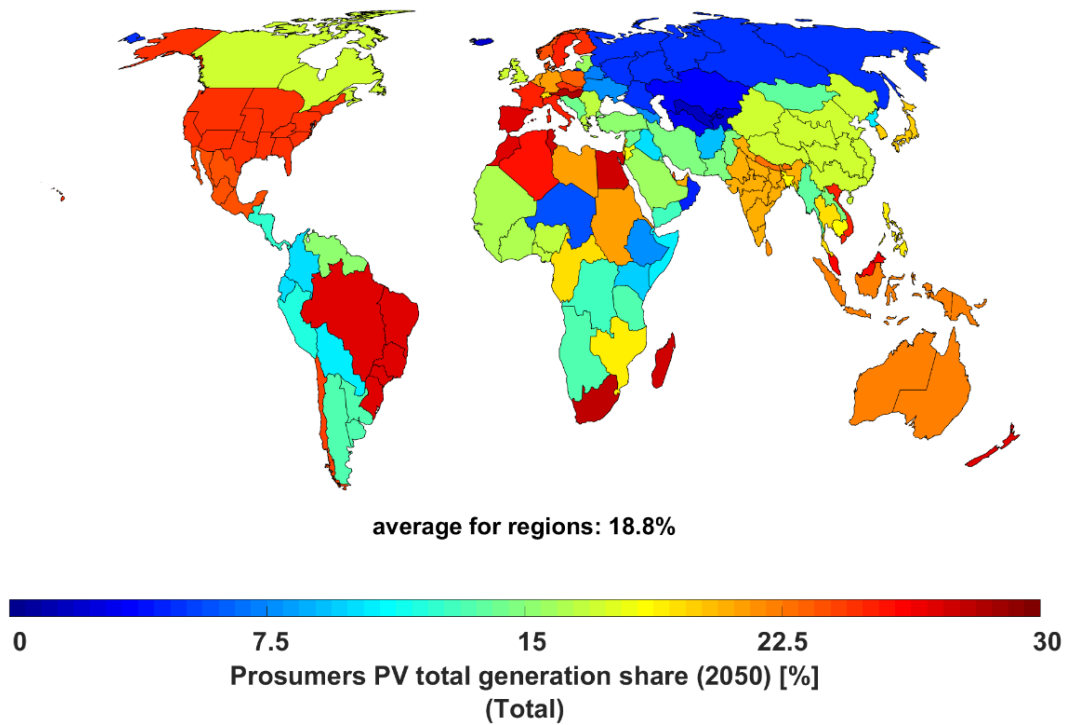 average for regions: 18.8%
0 7.5 15 22.5 30
Prosumers PV total generation share (2050) [%]
(Total)